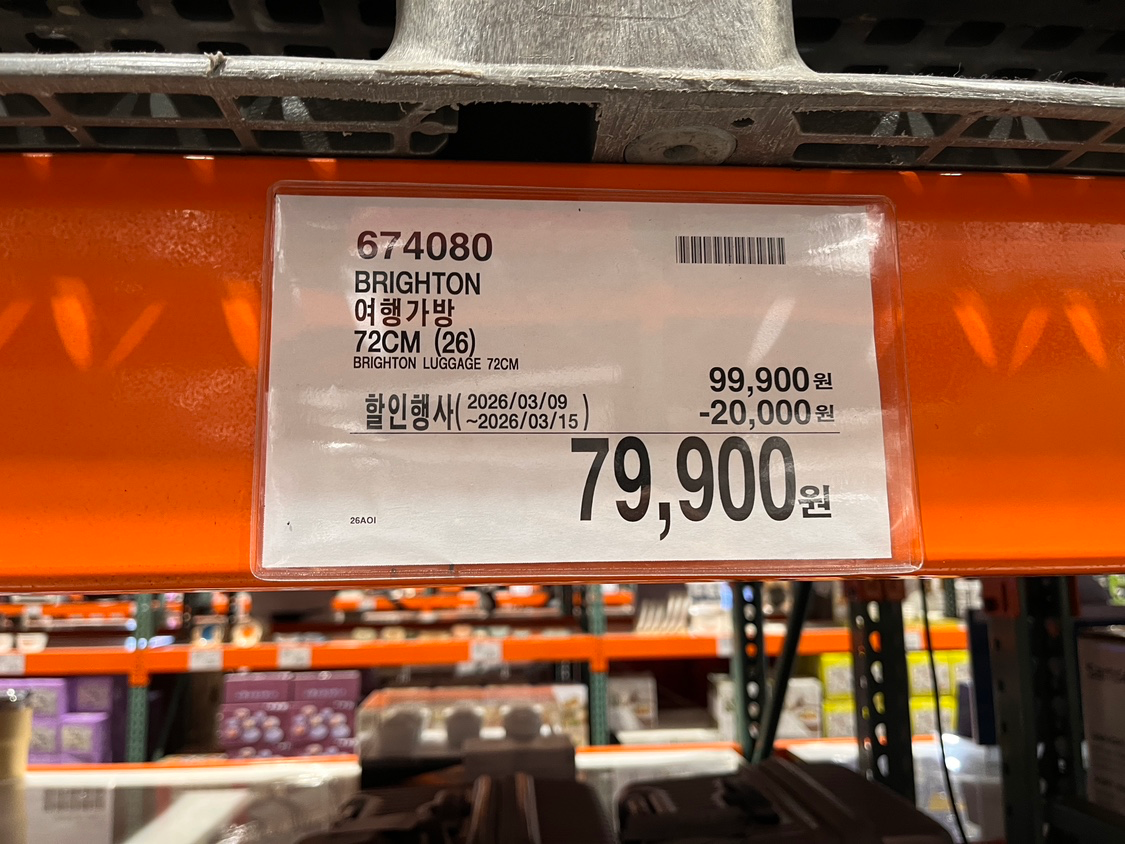 674080
BRIGHTON
여행가방
72CM (26)
BRIGHTON LUGGAGE 72CM
99,900원
할인행사( 2026/03/09
~2026/03/15 )
-20,000원
79,900원
26AOI